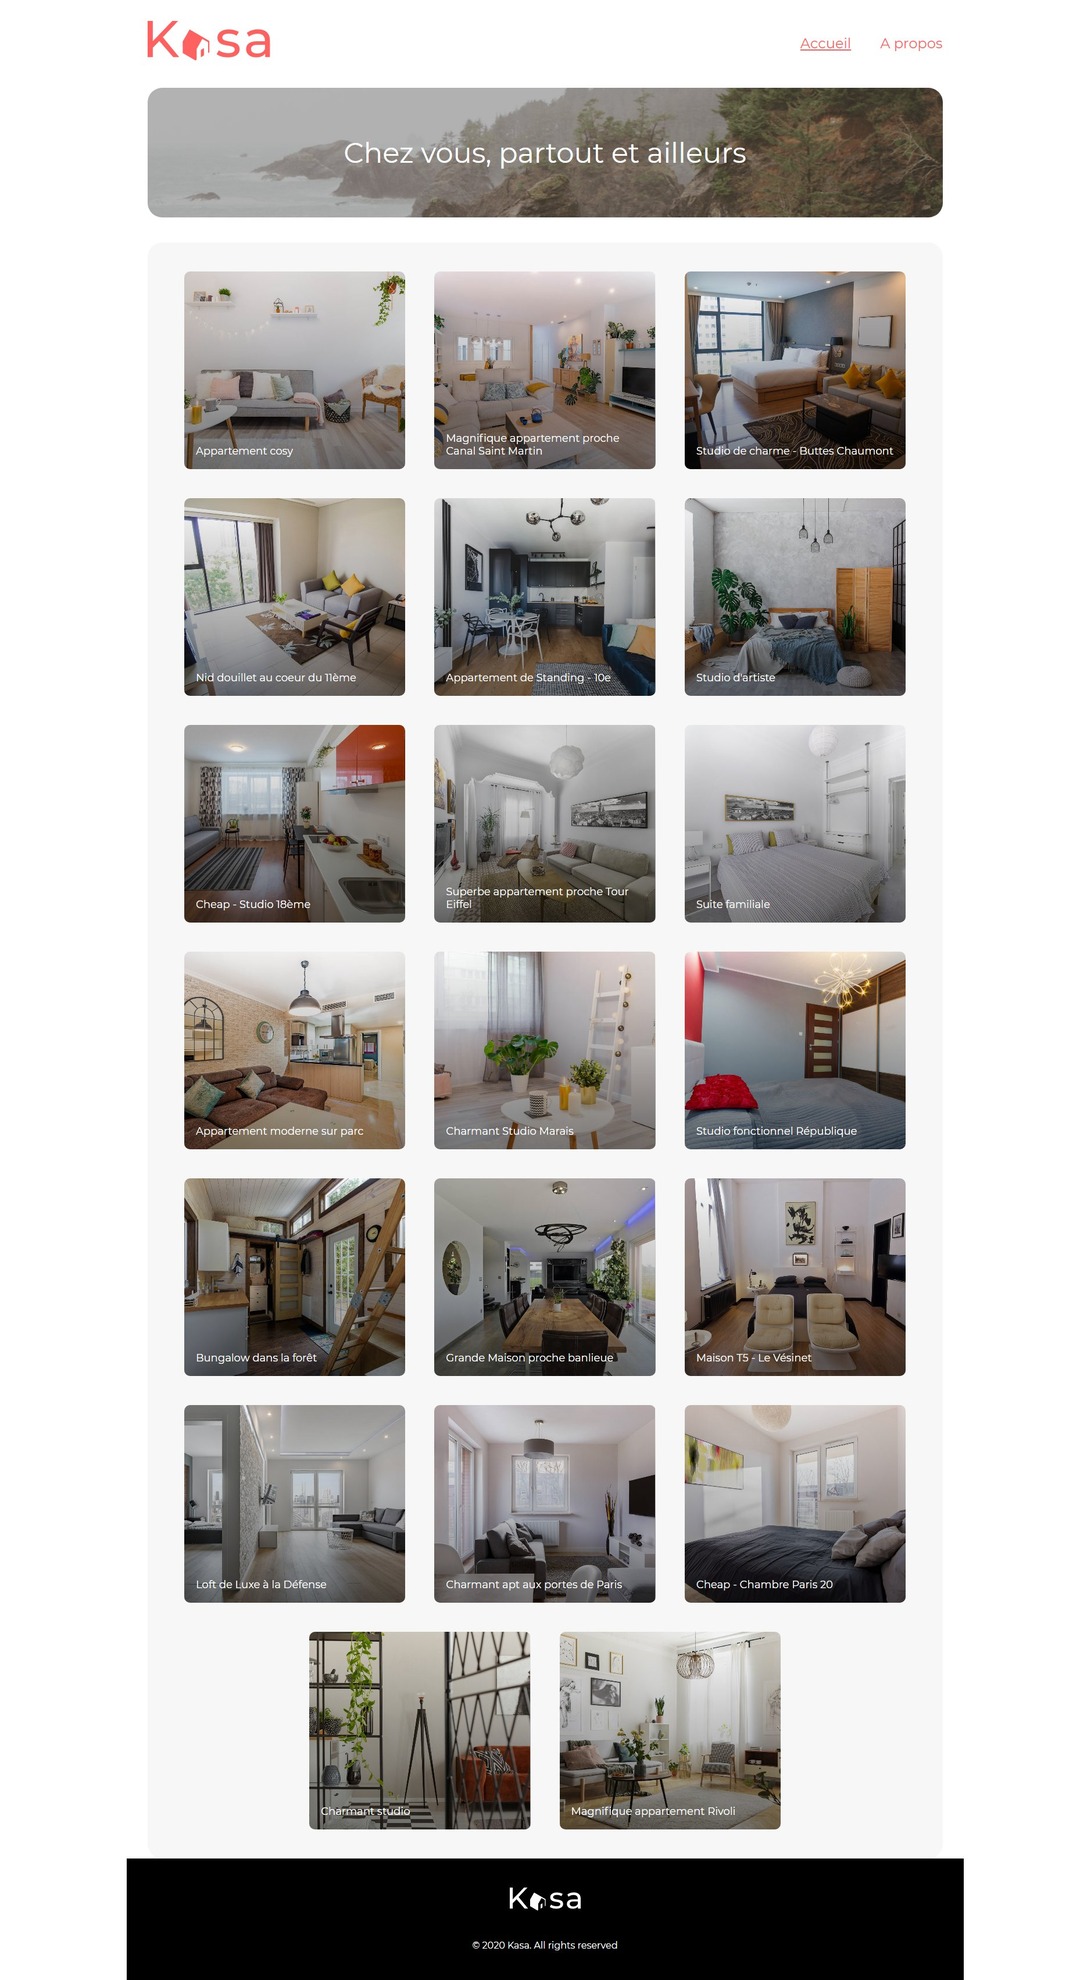 Kasa
Accueil A propos
Chez vous, partout et ailleurs
Appartement cosy
Magnifique appartement proche
Canal Saint Martin
Studio de charme - Buttes Chaumont
Nid douillet au coeur du 11ème
Appartement de Standing - 10e
Studio d'artiste
Cheap - Studio 18ème
Superbe appartement proche Tour
Eiffel
Suite familiale
Appartement moderne sur parc
Charmant Studio Marais
Studio fonctionnel République
Bungalow dans la forêt
Grande Maison proche banlieue
Maison T5 - Le Vésinet
Loft de Luxe à la Défense
Charmant apt aux portes de Paris
Cheap - Chambre Paris 20
Charmant studio
Magnifique appartement Rivoli
Kasa
© 2020 Kasa. All rights reserved